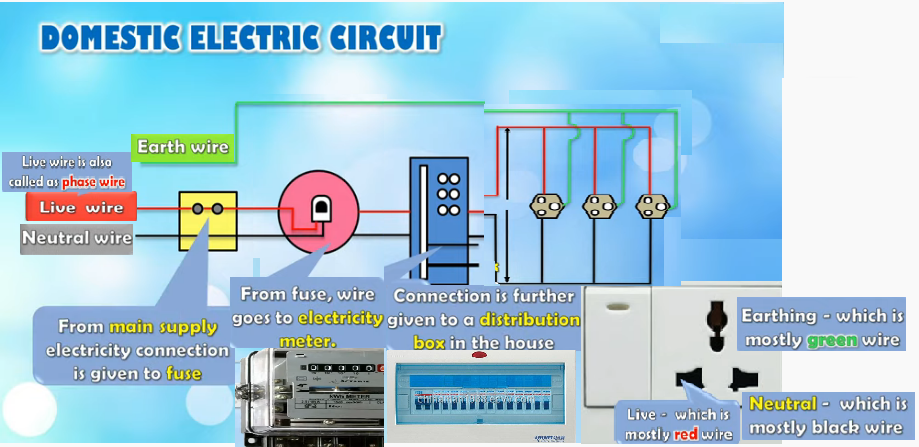 DOMESTIC ELECTRIC CIRCUIT
Earth wire
Live wire is also
called as phase wire
Live wire
Neutral wire
From main supply
electricity connection
is given to fuse
From fuse, wire
goes to electricity
meter.
Connection is further
given to a distribution
box in the house
kWh METER
Earthing - which is
mostly green wire
Live - which is
mostly red wire
Neutral - which is
mostly black wire